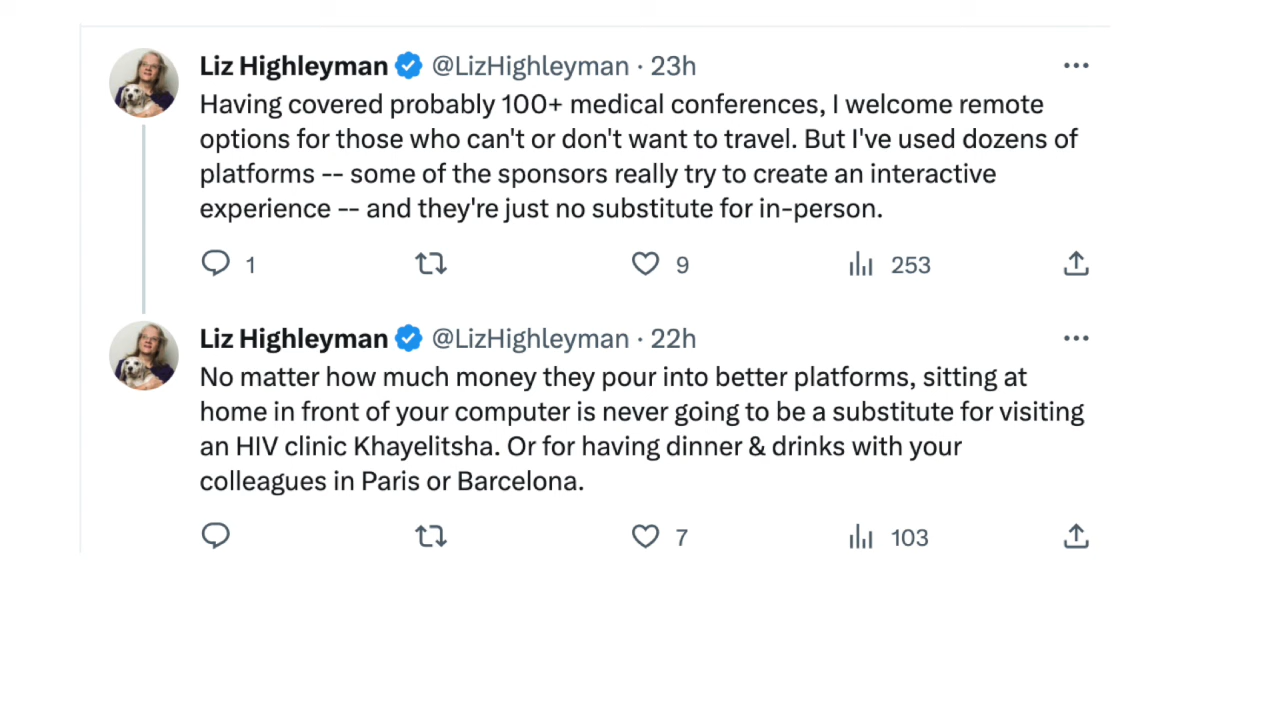 Liz Highleyman @LizHighleyman · 23h
Having covered probably 100+ medical conferences, I welcome remote
options for those who can't or don't want to travel. But I've used dozens of
platforms -- some of the sponsors really try to create an interactive
experience -- and they're just no substitute for in-person.
1 9 253
Liz Highleyman @LizHighleyman · 22h
No matter how much money they pour into better platforms, sitting at
home in front of your computer is never going to be a substitute for visiting
an HIV clinic Khayelitsha. Or for having dinner & drinks with your
colleagues in Paris or Barcelona.
7 103